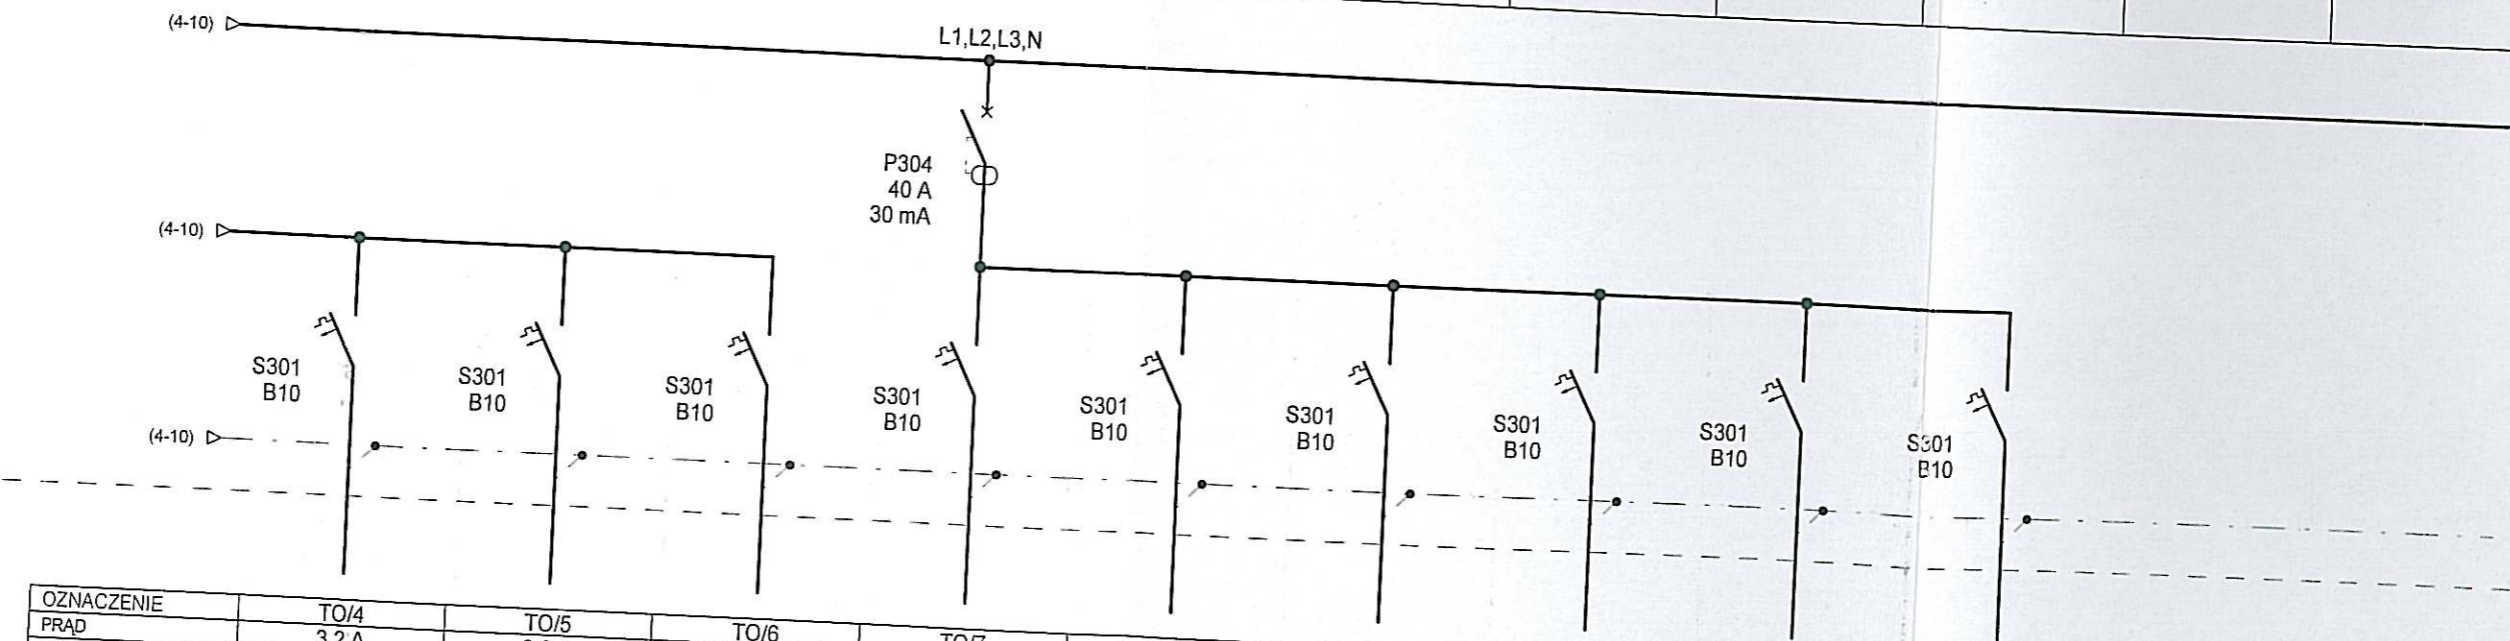 (4-10)
L1,L2,L3,N
P304
40 A
30 mA
(4-10)
S301
B10
S301
B10
S301
B10
S301
B10
S301
B10
S301
B10
S301
B10
S301
B10
S301
B10
(4-10)
OZNACZENIE TO/4 TO/5 TO/6 TO/7
PRĄD 3,2 A